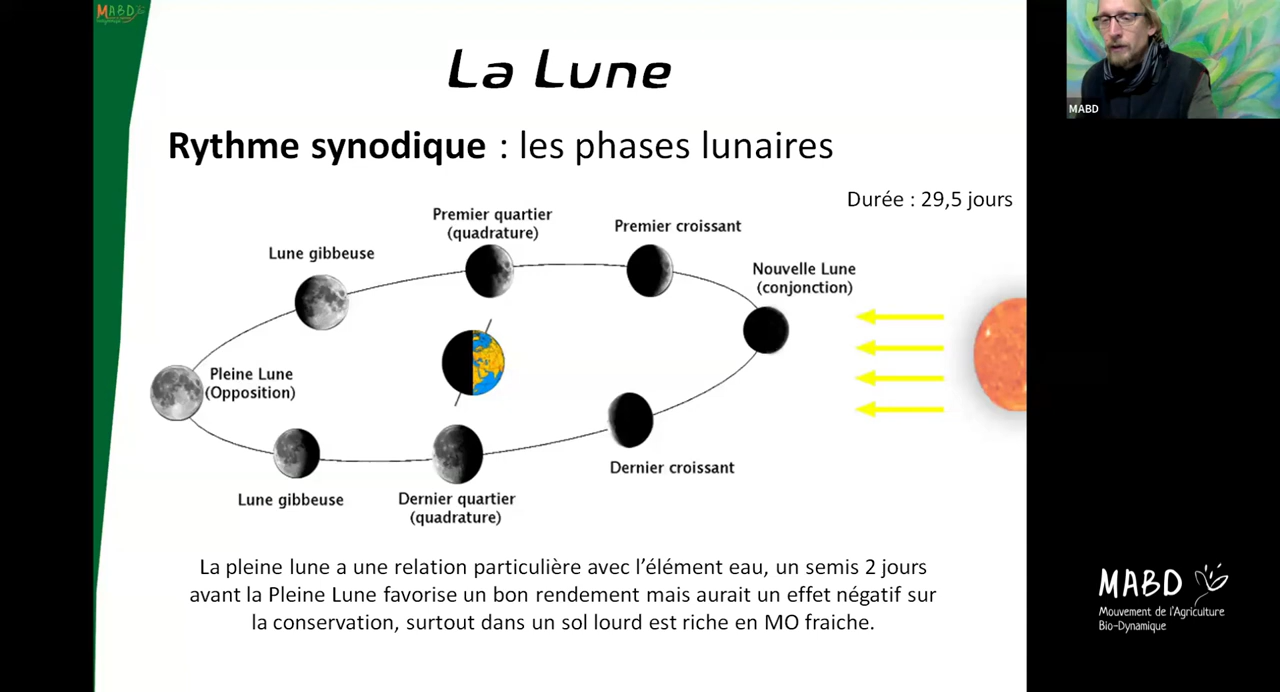 MABD
La Lune
Rythme synodique : les phases lunaires
Durée : 29,5 jours
Premier quartier
(quadrature)
Premier croissant
Lune gibbeuse
Nouvelle Lune
(conjonction)
Pleine Lune
(Opposition)
Dernier croissant
Lune gibbeuse
Dernier quartier
(quadrature)
La pleine lune a une relation particulière avec l'élément eau, un semis 2 jours
avant la Pleine Lune favorise un bon rendement mais aurait un effet négatif sur
la conservation, surtout dans un sol lourd est riche en MO fraiche.
MABD
MABD
Mouvement de l'Agriculture
Bio-Dynamique